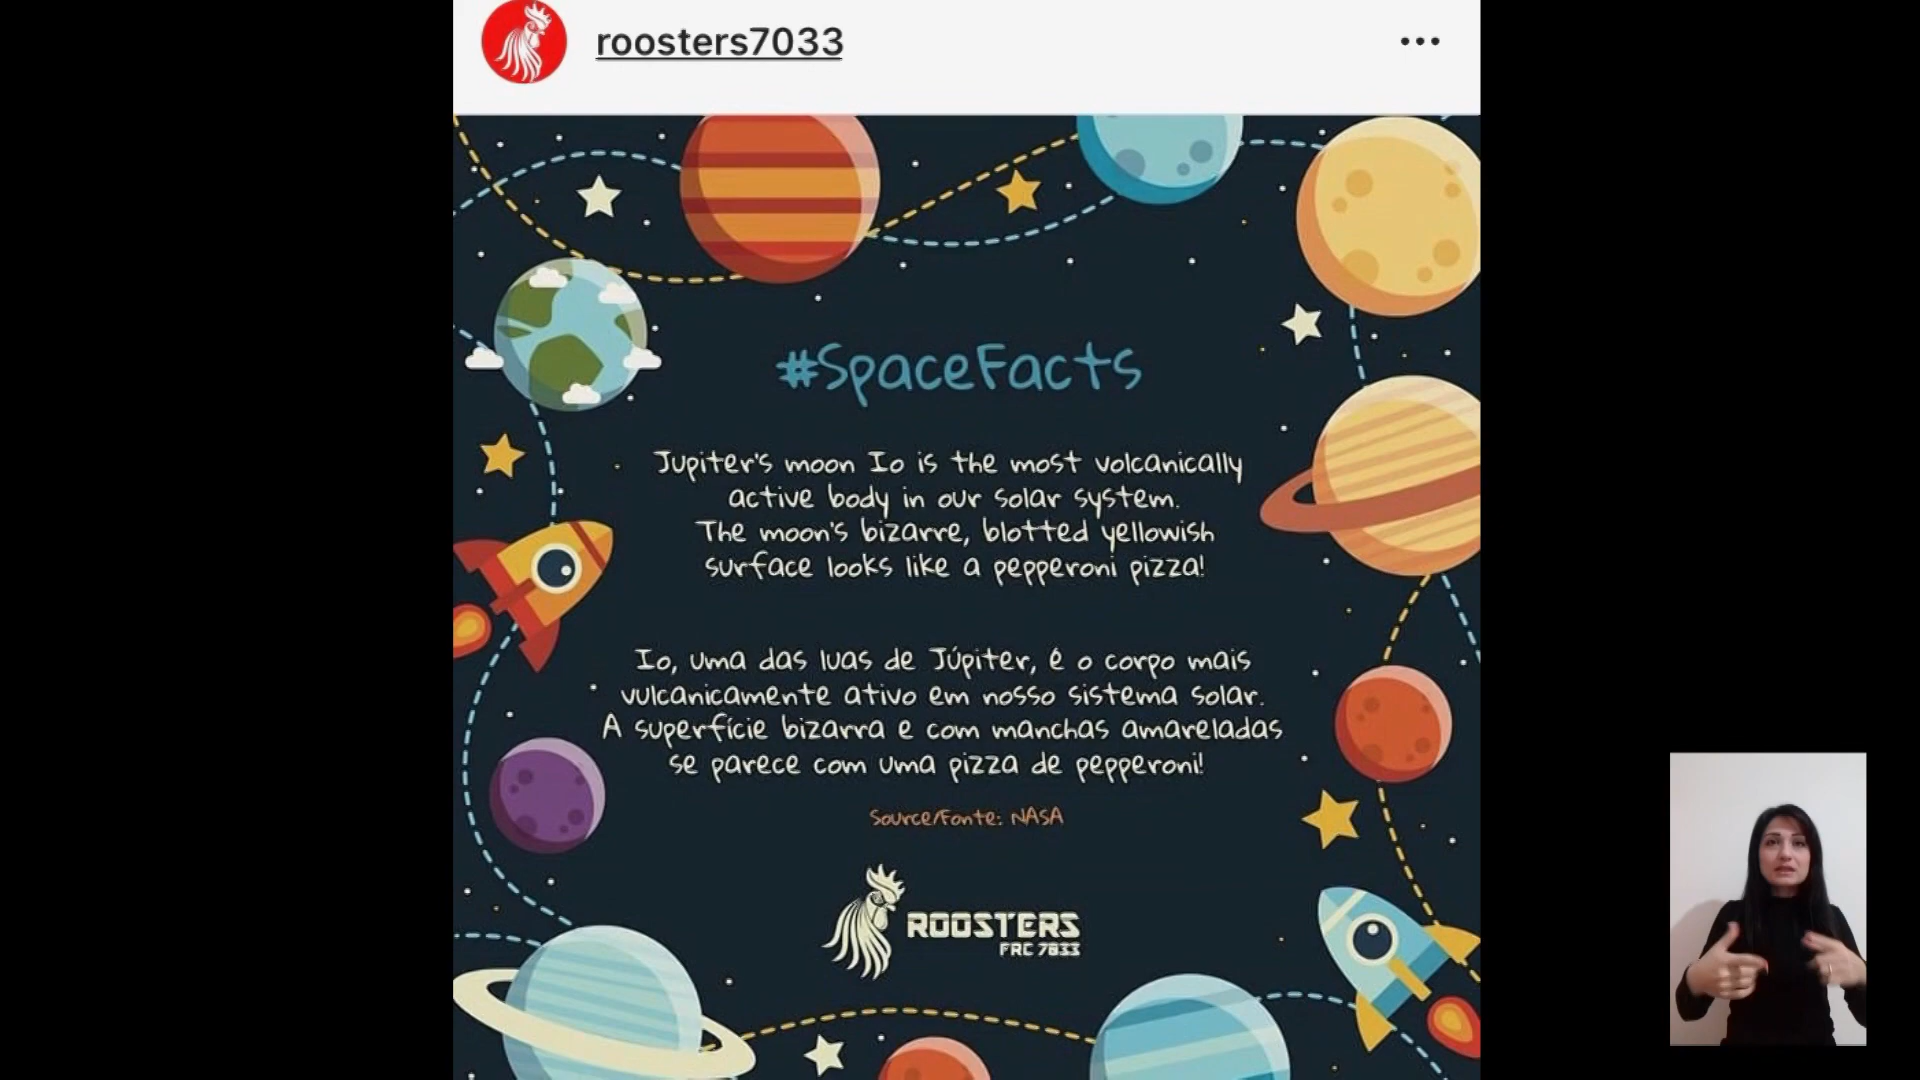 roosters7033
#SpaceFacts
Jupiter's moon Io is the most volcanically
active body in our solar system.
The moon's bizarre, blotted yellowish
surface looks like a pepperoni pizza!
Io, uma das luas de Júpiter, é o corpo mais
vulcanicamente ativo em nosso sistema solar.
A superfície bizarra e com manchas amareladas
se parece com uma pizza de pepperoni!
Source/Fonte: NASA
ROOSTERS
FRC 7033